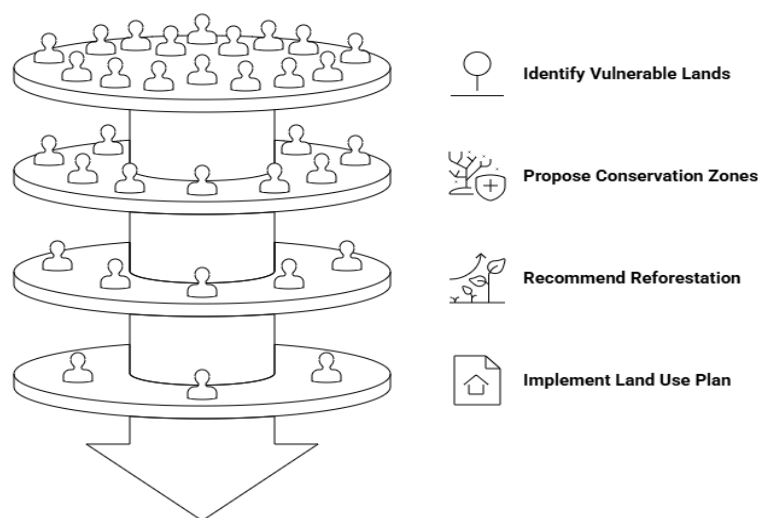 Identify Vulnerable Lands
Propose Conservation Zones
Recommend Reforestation
Implement Land Use Plan